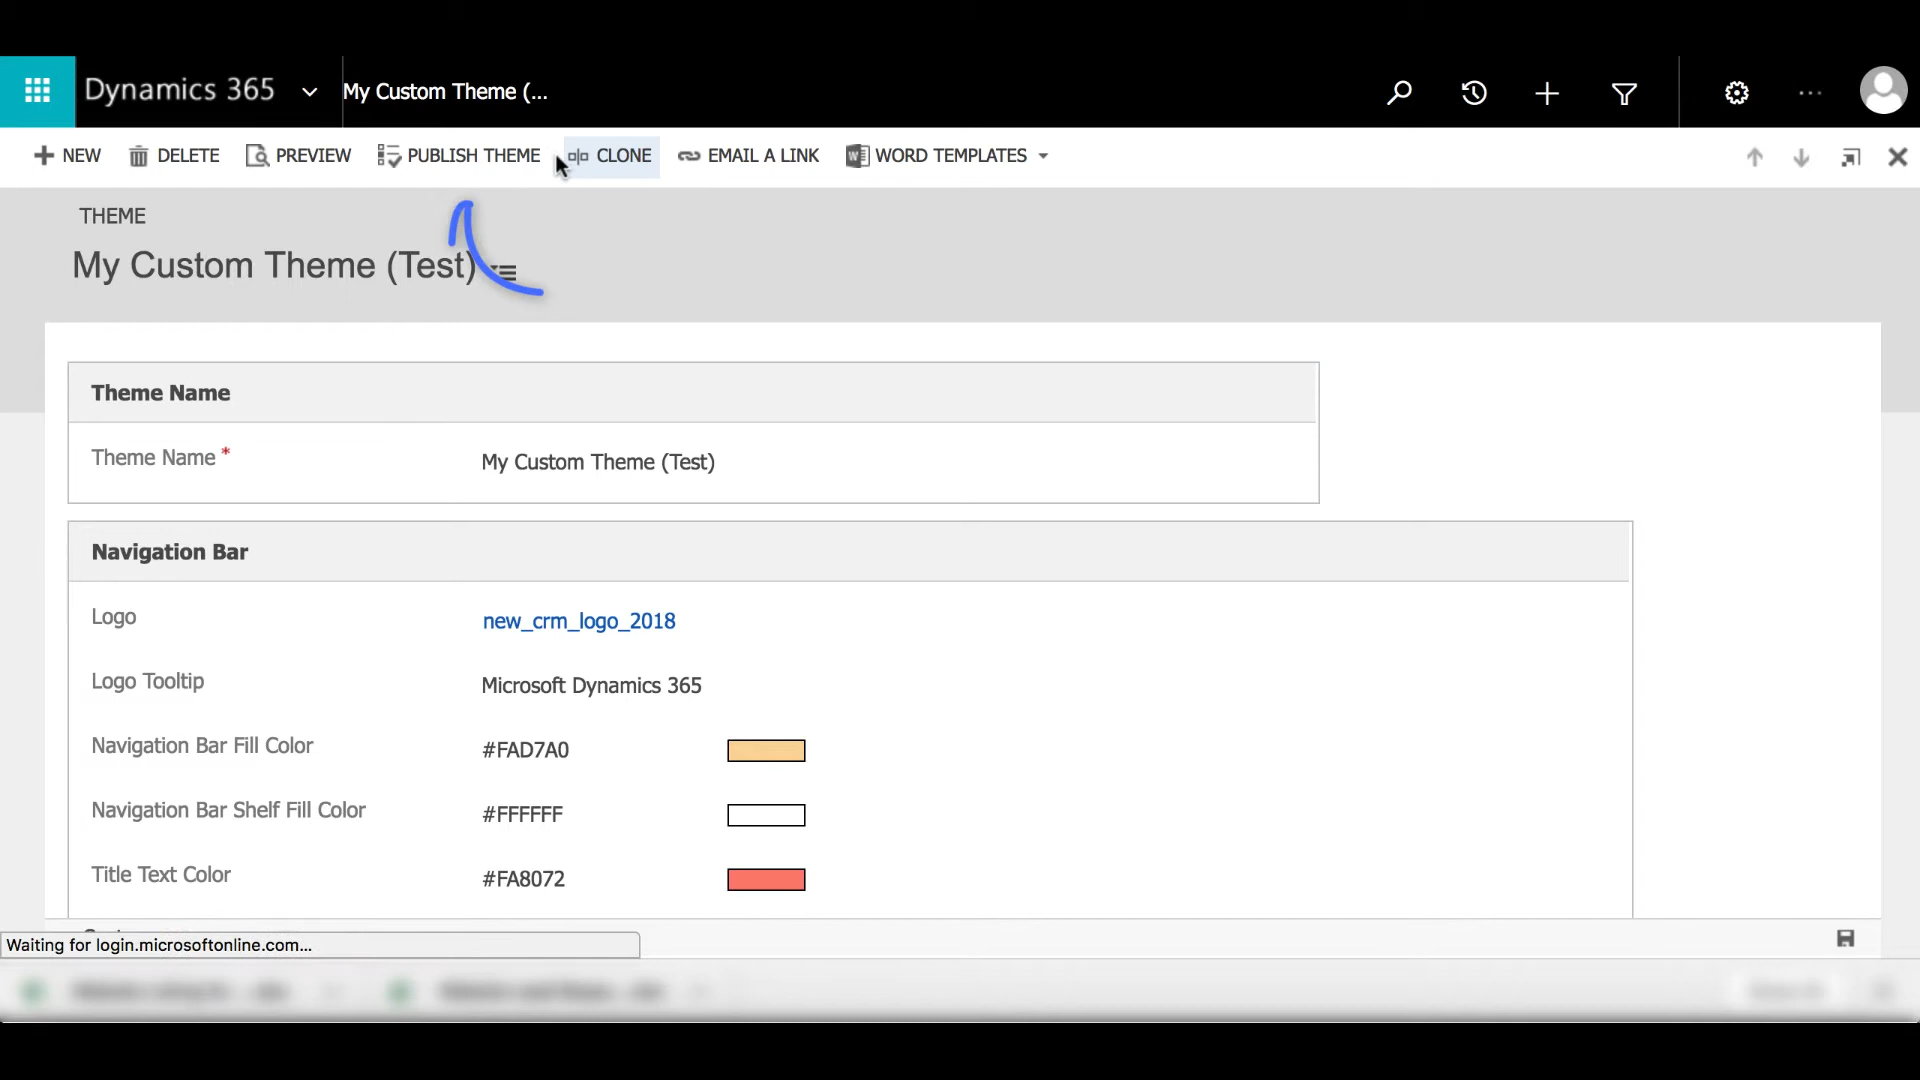 Dynamics 365
My Custom Theme (...
NEW DELETE PREVIEW PUBLISH THEME CLONE EMAIL A LINK WORD TEMPLATES
THEME
My Custom Theme (Test)
Theme Name
Theme Name * My Custom Theme (Test)
Navigation Bar
Logo new_crm_logo_2018
Logo Tooltip Microsoft Dynamics 365
Navigation Bar Fill Color #FAD7A0
Navigation Bar Shelf Fill Color #FFFFFF
Title Text Color #FA8072
Waiting for login.microsoftonline.com...